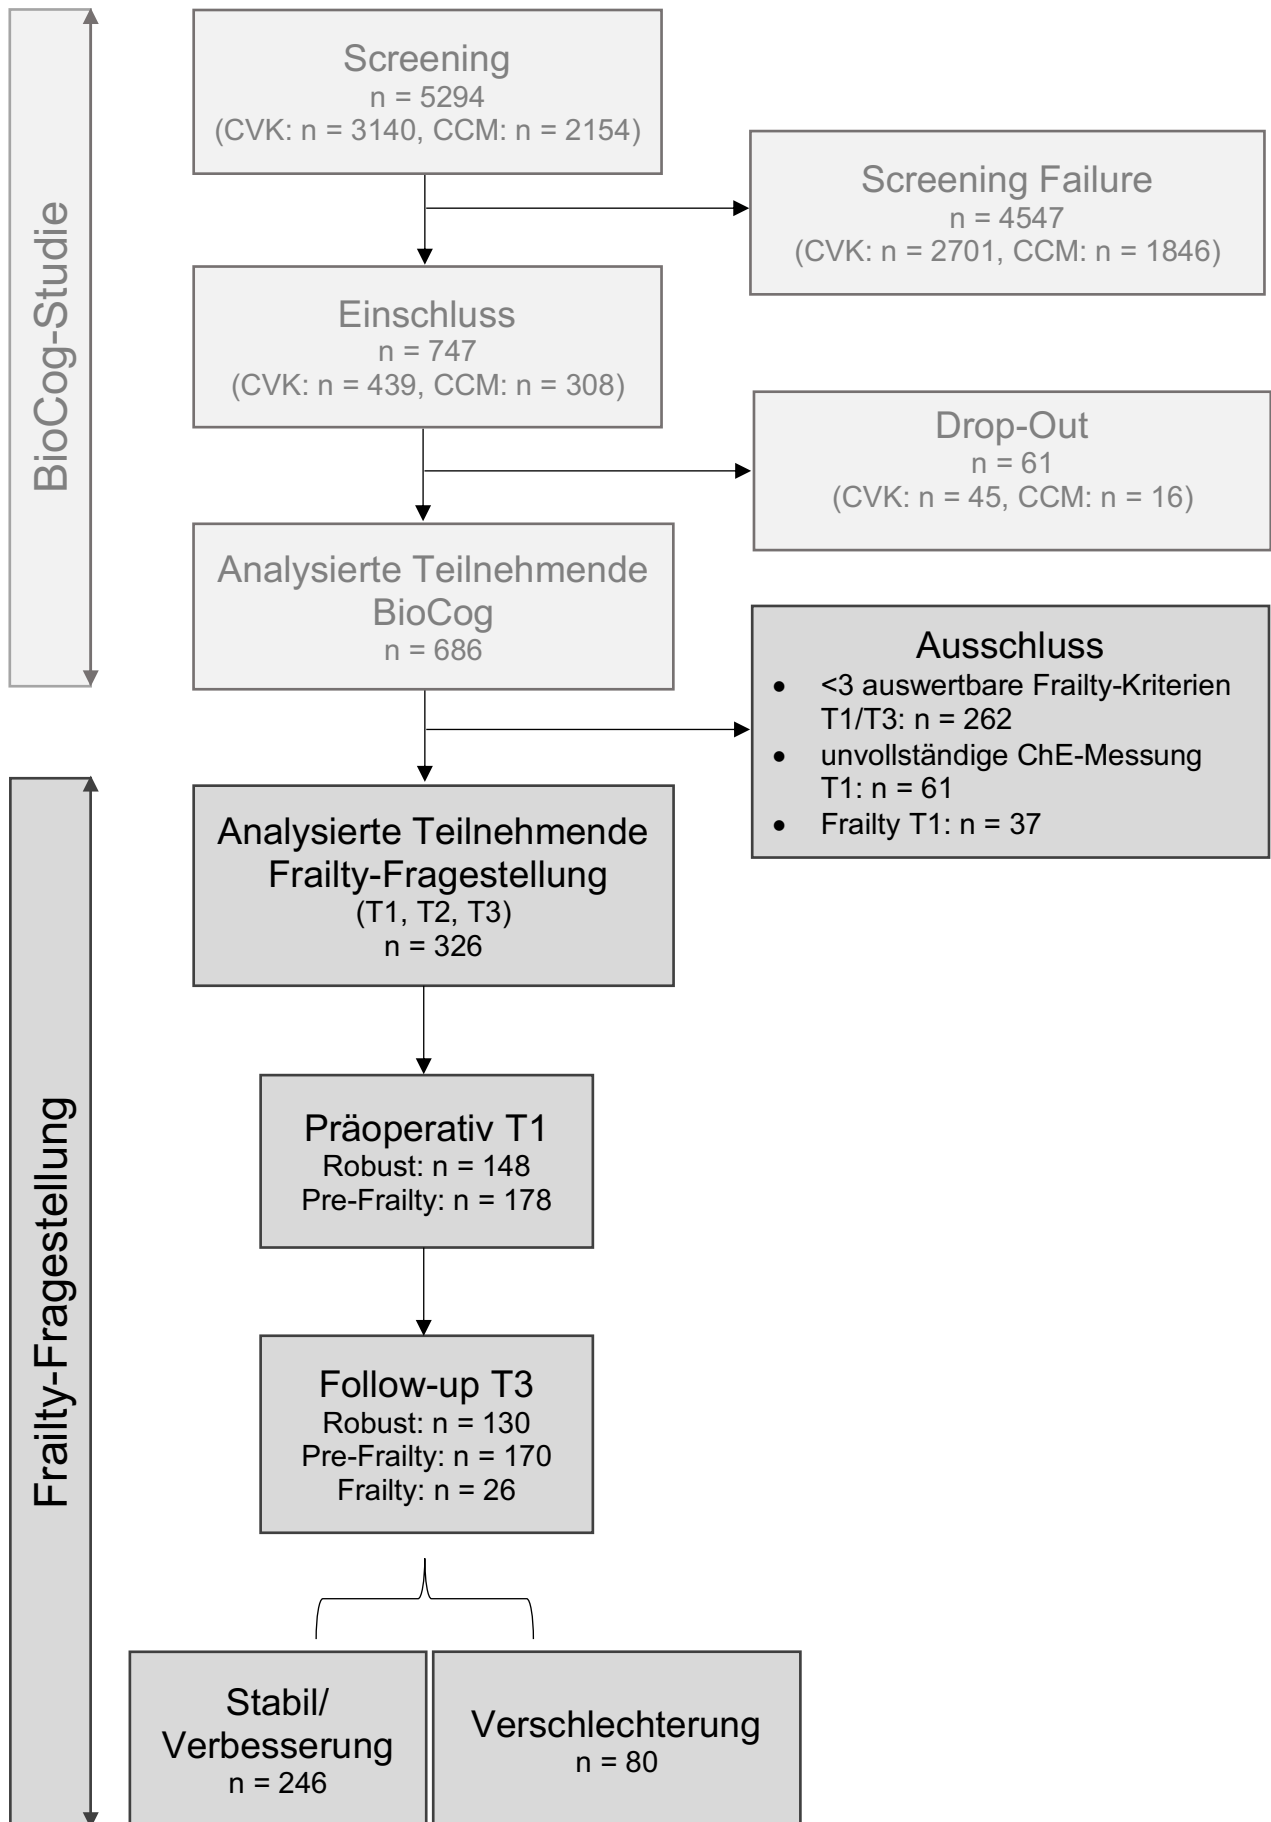 BioCog-Studie
Screening
n = 5294
(CVK: n = 3140, CCM: n = 2154)
Screening Failure
n = 4547
(CVK: n = 2701, CCM: n = 1846)
Einschluss
n = 747
(CVK: n = 439, CCM: n = 308)
Drop-Out
n = 61
(CVK: n = 45, CCM: n = 16)
Analysierte Teilnehmende
BioCog
n = 686
Ausschluss
• <3 auswertbare Frailty-Kriterien
T1/T3: n = 262
• unvollständige ChE-Messung
T1: n = 61
• Frailty T1: n = 37
Frailty-Fragestellung
Analysierte Teilnehmende
Frailty-Fragestellung
(T1, T2, T3)
n = 326
Präoperativ T1
Robust: n = 148
Pre-Frailty: n = 178
Follow-up T3
Robust: n = 130
Pre-Frailty: n = 170
Frailty: n = 26
Stabil/
Verbesserung
n = 246
Verschlechterung
n = 80